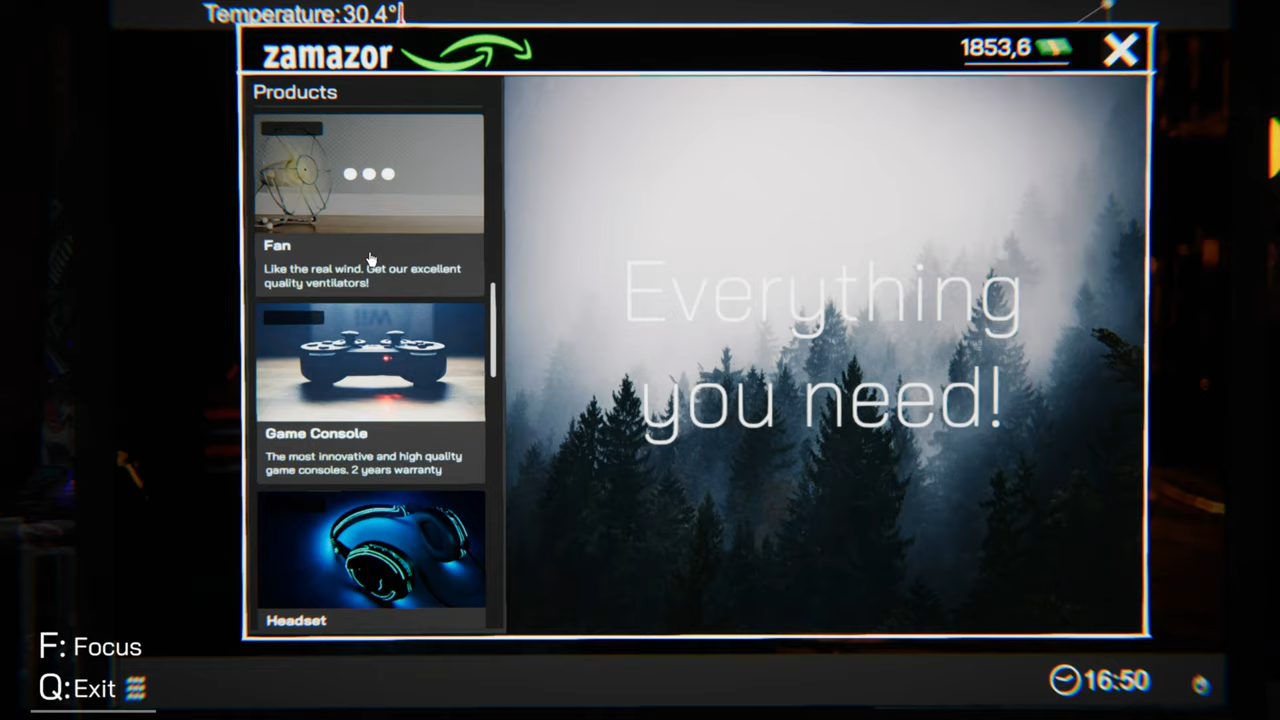 Temperature:30.4°
zamazor
1853,6
Products
Fan
Like the real wind. Get our excellent
quality ventilators!
Game Console
The most innovative and high quality
game consoles. 2 years warranty
Headset
Everything
you need!
F: Focus
Q:Exit
16:50